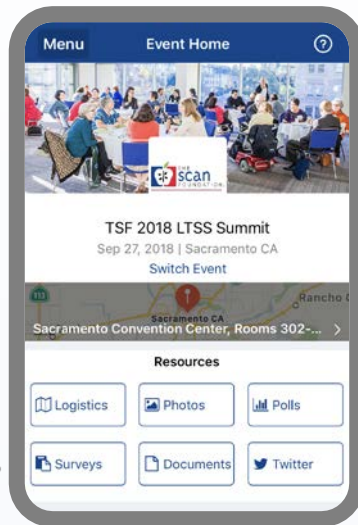 Menu Event Home ?
THE
scan
FOUNDATION.
TSF 2018 LTSS Summit
Sep 27, 2018 | Sacramento CA
Switch Event
113
Rancho C
Sacramento CA
Sacramento Convention Center, Rooms 302-... >
Resources
Logistics Photos Polls
Surveys Documents Twitter